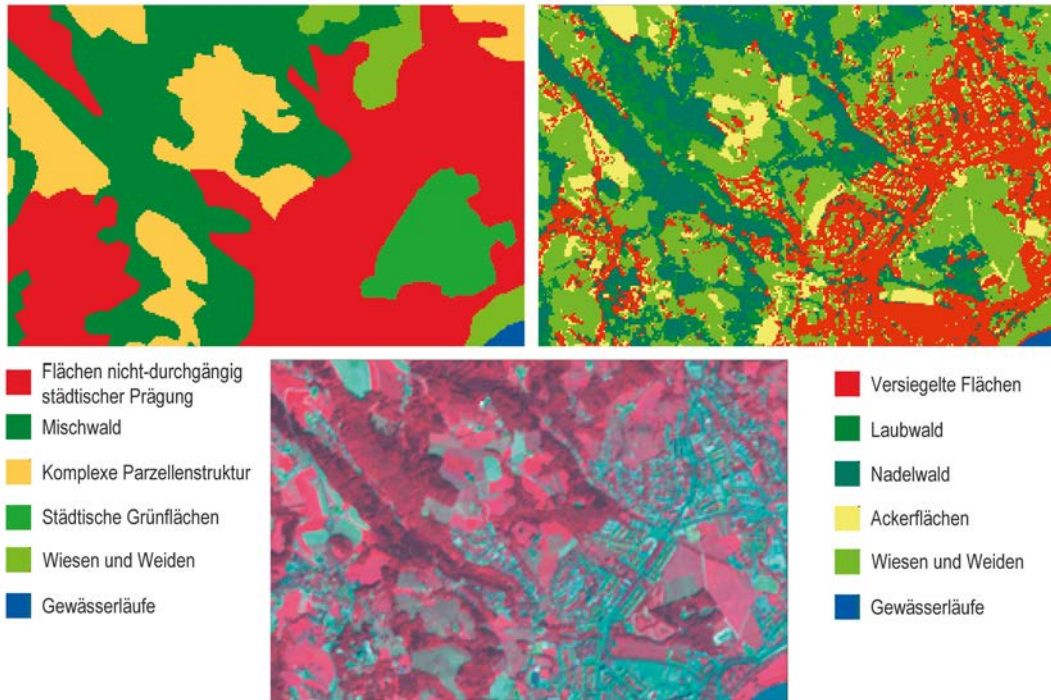 Flächen nicht-durchgängig
städtischer Prägung
Mischwald
Komplexe Parzellenstruktur
Städtische Grünflächen
Wiesen und Weiden
Gewässerläufe
Versiegelte Flächen
Laubwald
Nadelwald
Ackerflächen
Wiesen und Weiden
Gewässerläufe